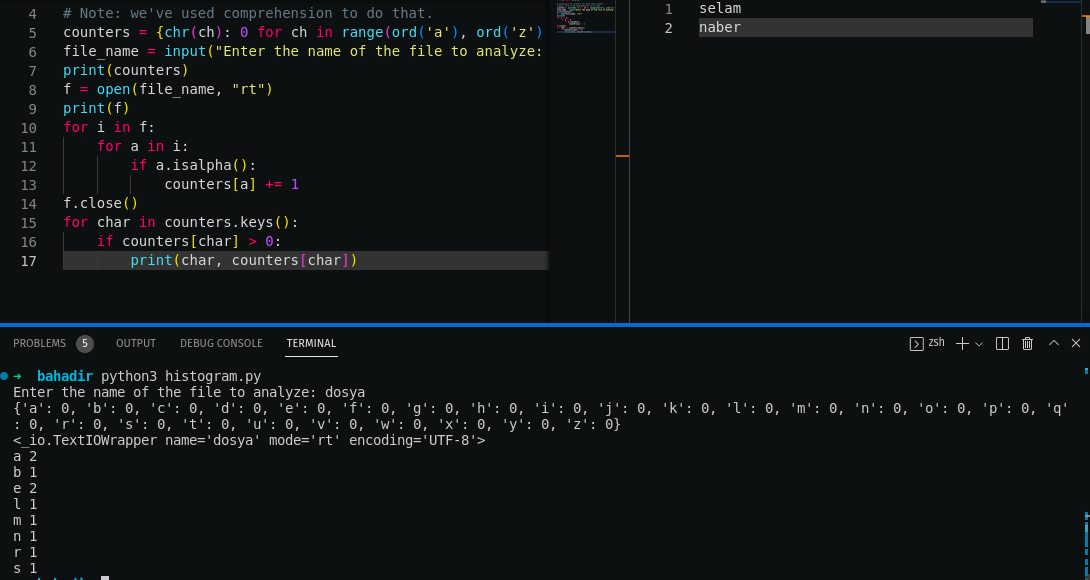 4 # Note: we've used comprehension to do that.
5 counters = {chr(ch): 0 for ch in range(ord('a'), ord('z')
6 file_name = input("Enter the name of the file to analyze:
7 print(counters)
8 f = open(file_name, "rt")
9 print(f)
10 for i in f:
11 for a in i:
12 if a.isalpha():
13 counters[a] += 1
14 f.close()
15 for char in counters.keys():
16 if counters[char] > 0:
17 print(char, counters[char])
1 selam
2 naber
PROBLEMS 5 OUTPUT DEBUG CONSOLE TERMINAL zsh
➜ bahadir python3 histogram.py
Enter the name of the file to analyze: dosya
{'a': 0, 'b': 0, 'c': 0, 'd': 0, 'e': 0, 'f': 0, 'g': 0, 'h': 0, 'i': 0, 'j': 0, 'k': 0, 'l': 0, 'm': 0, 'n': 0, 'o': 0, 'p': 0, 'q'
: 0, 'r': 0, 's': 0, 't': 0, 'u': 0, 'v': 0, 'w': 0, 'x': 0, 'y': 0, 'z': 0}
<_io.TextIOWrapper name='dosya' mode='rt' encoding='UTF-8'>
a 2
b 1
e 2
l 1
m 1
n 1
r 1
s 1